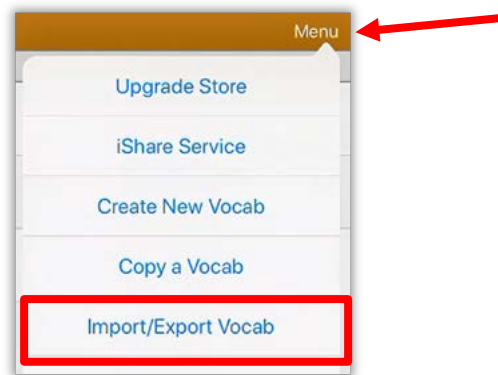 Menu
Upgrade Store
iShare Service
Create New Vocab
Copy a Vocab
Import/Export Vocab